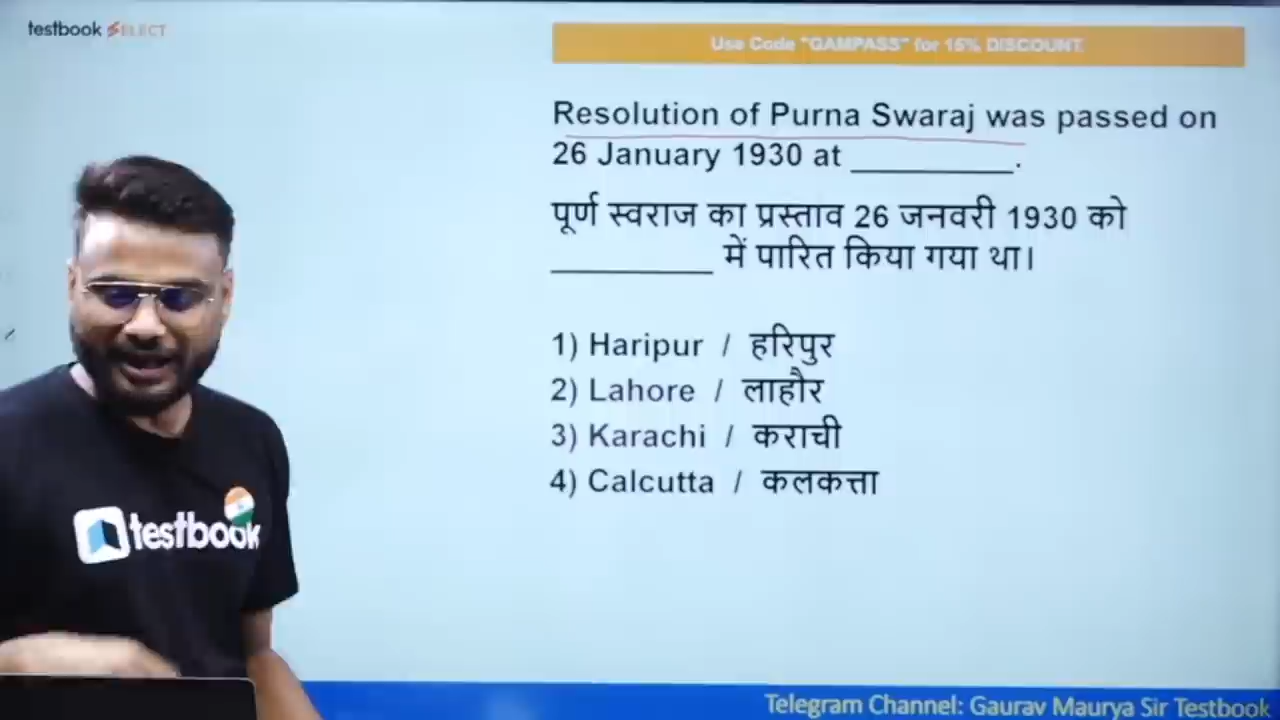 testbook SELECT
Use Code "GAMPASS" for 15% DISCOUNT
Resolution of Purna Swaraj was passed on
26 January 1930 at __________.
पूर्ण स्वराज का प्रस्ताव 26 जनवरी 1930 को
__________ में पारित किया गया था।
1) Haripur / हरिपुर
2) Lahore / लाहौर
3) Karachi / कराची
4) Calcutta / कलकत्ता
testbook
Telegram Channel: Gaurav Maurya Sir Testbook